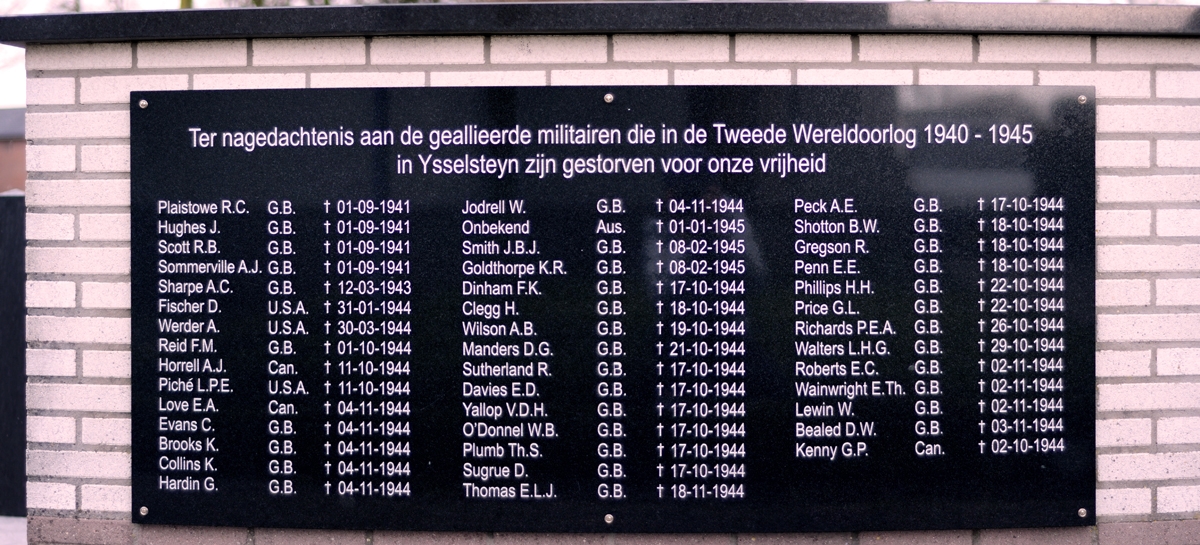 Ter nagedachtenis aan de geallieerde militairen die in de Tweede Wereldoorlog 1940 - 1945
in Ysselsteyn zijn gestorven voor onze vrijheid
Plaistowe R.C. G.B. † 01-09-1941
Hughes J. G.B. † 01-09-1941
Scott R.B. G.B. † 01-09-1941
Sommerville A.J. G.B. † 01-09-1941
Sharpe A.C. G.B. † 12-03-1943
Fischer D. U.S.A. † 31-01-1944
Werder A. U.S.A. † 30-03-1944
Reid F.M. G.B. † 01-10-1944
Horrell A.J. Can. † 11-10-1944
Piché L.P.E. U.S.A. † 11-10-1944
Love E.A. Can. † 04-11-1944
Evans C. G.B. † 04-11-1944
Brooks K. G.B. † 04-11-1944
Collins K. G.B. † 04-11-1944
Hardin G. G.B. † 04-11-1944
Jodrell W. G.B. † 04-11-1944
Onbekend Aus. † 01-01-1945
Smith J.B.J. G.B. † 08-02-1945
Goldthorpe K.R. G.B. † 08-02-1945
Dinham F.K. G.B. † 17-10-1944
Clegg H. G.B. † 18-10-1944
Wilson A.B. G.B. † 19-10-1944
Manders D.G. G.B. † 21-10-1944
Sutherland R. G.B. † 17-10-1944
Davies E.D. G.B. † 17-10-1944
Yallop V.D.H. G.B. † 17-10-1944
O'Donnel W.B. G.B. † 17-10-1944
Plumb Th.S. G.B. † 17-10-1944
Sugrue D. G.B. † 17-10-1944
Thomas E.L.J. G.B. † 18-11-1944
Peck A.E. G.B. † 17-10-1944
Shotton B.W. G.B. † 18-10-1944
Gregson R. G.B. † 18-10-1944
Penn E.E. G.B. † 18-10-1944
Phillips H.H. G.B. † 22-10-1944
Price G.L. G.B. † 22-10-1944
Richards P.E.A. G.B. † 26-10-1944
Walters L.H.G. G.B. † 29-10-1944
Roberts E.C. G.B. † 02-11-1944
Wainwright E.Th. G.B. † 02-11-1944
Lewin W. G.B. † 02-11-1944
Bealed D.W. G.B. † 03-11-1944
Kenny G.P. Can. † 02-10-1944